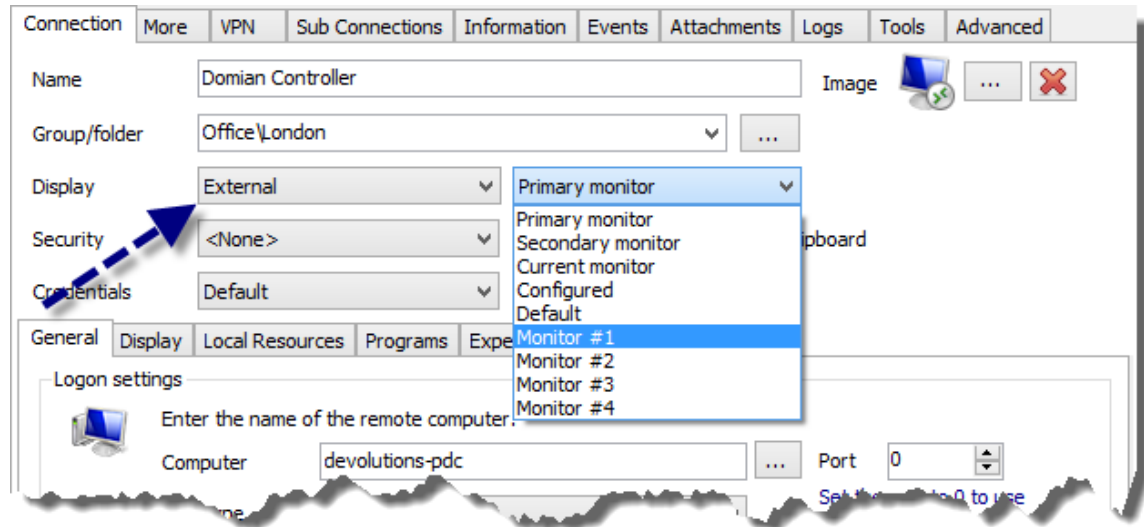 Connection More VPN Sub Connections Information Events Attachments Logs Tools Advanced
Name Domian Controller Image ...
Group/folder Office\London ...
Display External Primary monitor
Primary monitor
Security <None> Secondary monitor ipboard
Current monitor
Credentials Default Configured
Default
General Display Local Resources Programs Expe Monitor #1
Monitor #2
Logon settings Monitor #3
Enter the name of the remote computer. Monitor #4
Computer devolutions-pdc ... Port 0
0 to use